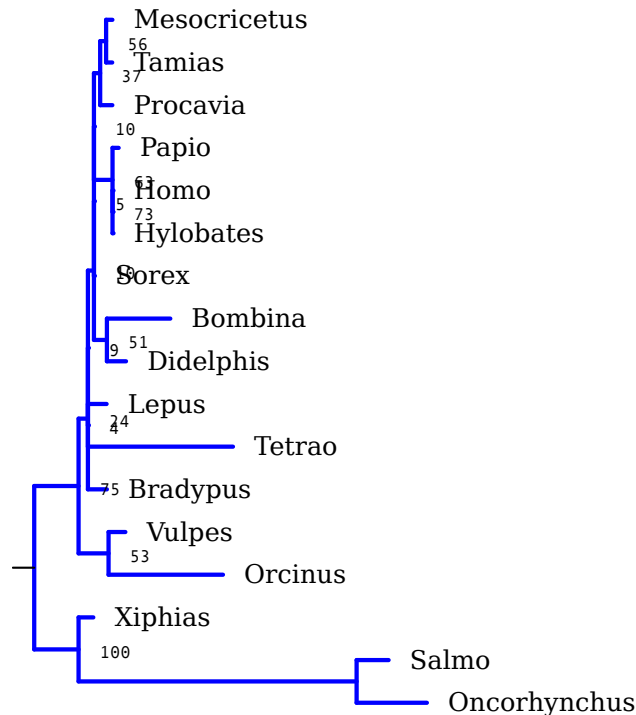 Mesocricetus
56
Tamias
37
Procavia
10
Papio
63
Homo
5
73
Hylobates
Sorex
10
Bombina
51
9
Didelphis
Lepus
24
4
Tetrao
75
Bradypus
Vulpes
53
Orcinus
Xiphias
100
Salmo
Oncorhynchus